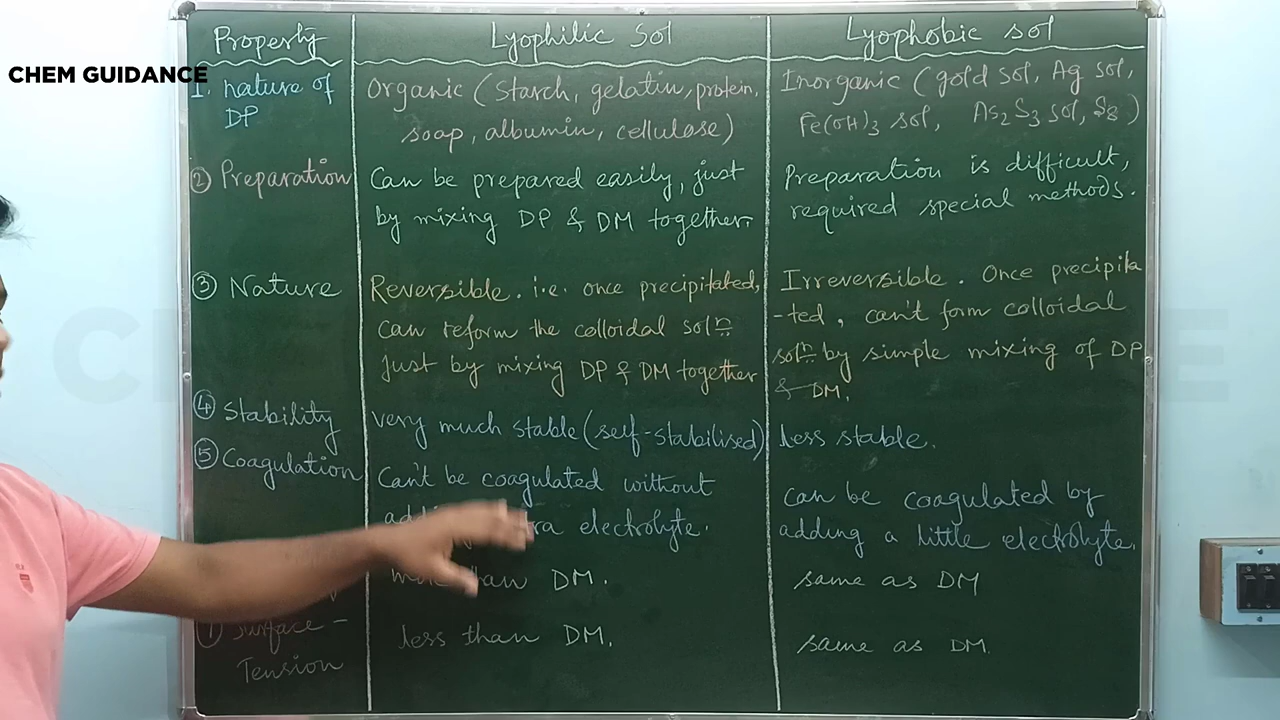 CHEM GUIDANCE
Property
Lyophilic Sol
Lyophobic sol
1. nature of
DP
Organic (Starch, gelatin, protein,
soap, albumin, cellulose)
Inorganic (gold sol, Ag sol,
Fe(OH)3 sol, As2S3 sol, S8)
② Preparation
Can be prepared easily, just
by mixing DP & DM together.
Preparation is difficult,
required special methods.
③ Nature
Reversible. i.e. once precipitated,
can reform the colloidal soln
Just by mixing DP & DM together
Irreversible. Once precipita
-ted, can't form colloidal
soln by simple mixing of DP
& DM.
④ Stability
very much stable (self-stabilised)
less stable.
⑤ Coagulation
Can't be coagulated without
electrolyte.
can be coagulated by
adding a little electrolyte.
than DM.
same as DM
Surface-
Tension
less than DM.
same as DM.